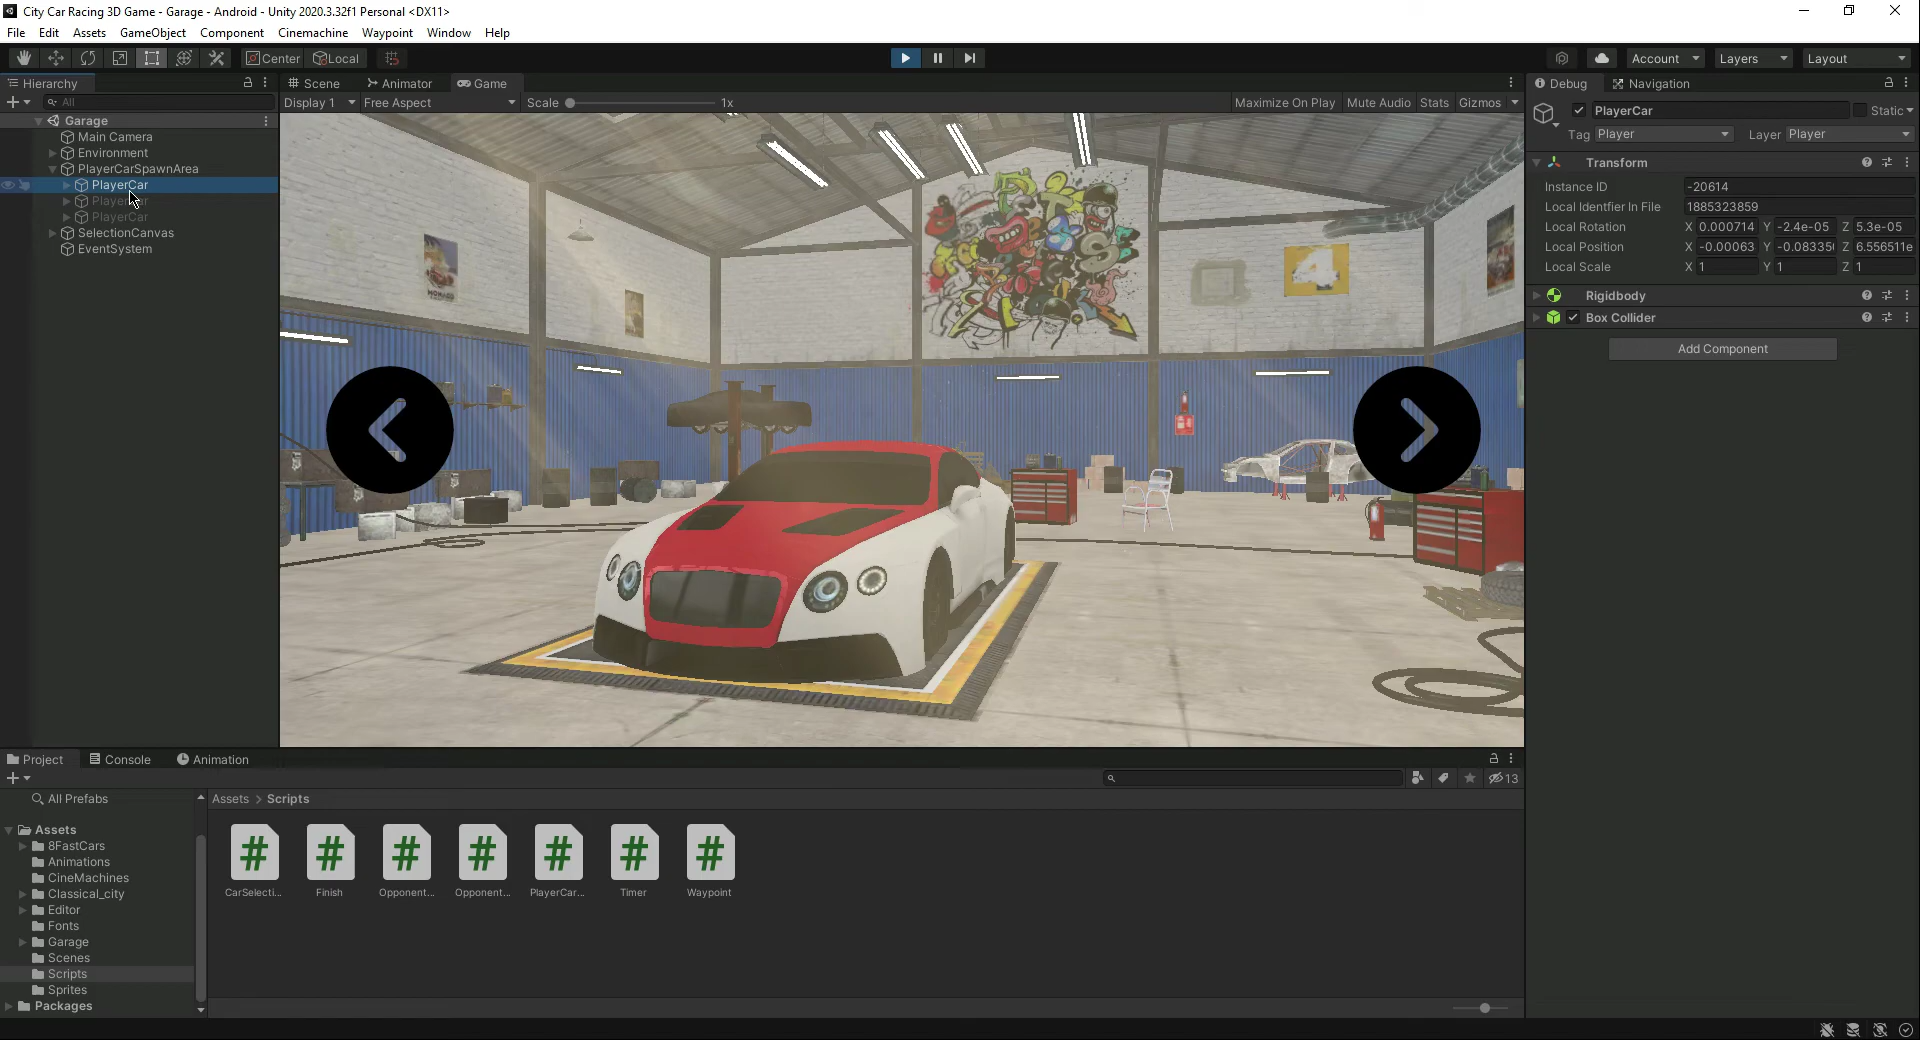 City Car Racing 3D Game - Garage - Android - Unity 2020.3.32f1 Personal <DX11>
File Edit Assets GameObject Component Cinemachine Waypoint Window Help
Center Local Account Layers Layout
Hierarchy Scene Animator Game Debug Navigation
All Display 1 Free Aspect Scale 1x Maximize On Play Mute Audio Stats Gizmos
Garage
Main Camera
Environment
PlayerCarSpawnArea
PlayerCar
PlayerCar
SelectionCanvas
EventSystem
MONACO
4
PlayerCar Static
Tag Player Layer Player
Transform
Instance ID -20614
Local Identfier In File 1885323859
Local Rotation X 0.000714 Y -2.4e-05 Z 5.3e-05
Local Position X -0.00063 Y -0.08335 Z 6.556511e
Local Scale X 1 Y 1 Z 1
Rigidbody
Box Collider
Add Component
Project Console Animation
13
All Prefabs
Assets
8FastCars
Animations
CineMachines
Classical_city
Editor
Fonts
Garage
Scenes
Scripts
Sprites
Packages
Assets > Scripts
CarSelecti... Finish Opponent... Opponent... PlayerCar... Timer Waypoint